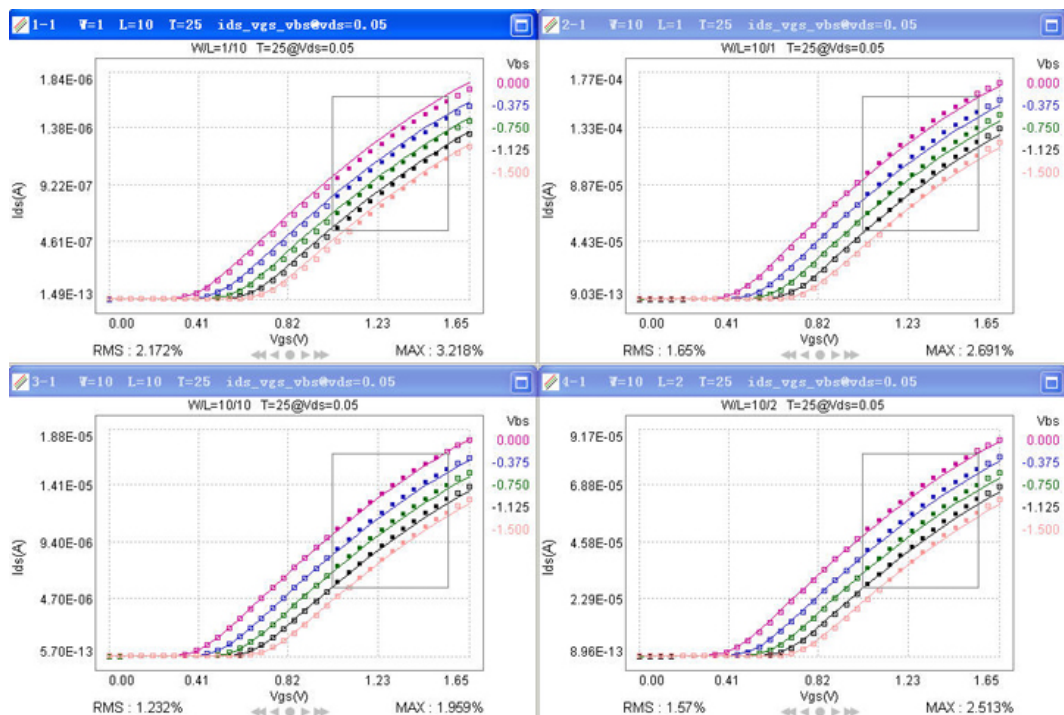 1-1 W=1 L=10 T=25 ids_vgs_vbs@vds=0.05
W/L=1/10 T=25@Vds=0.05
Vbs
1.84E-06
0.000
-0.375
1.38E-06
-0.750
-1.125
-1.500
9.22E-07
Ids(A)
4.61E-07
1.49E-13
0.00 0.41 0.82 1.23 1.65
Vgs(V)
RMS : 2.172% MAX : 3.218%
2-1 W=10 L=1 T=25 ids_vgs_vbs@vds=0.05
W/L=10/1 T=25@Vds=0.05
Vbs
1.77E-04
0.000
-0.375
1.33E-04
-0.750
-1.125
-1.500
8.87E-05
Ids(A)
4.43E-05
9.03E-13
0.00 0.41 0.82 1.23 1.65
Vgs(V)
RMS : 1.65% MAX : 2.691%
3-1 W=10 L=10 T=25 ids_vgs_vbs@vds=0.05
W/L=10/10 T=25@Vds=0.05
Vbs
1.88E-05
0.000
-0.375
1.41E-05
-0.750
-1.125
-1.500
9.40E-06
Ids(A)
4.70E-06
5.70E-13
0.00 0.41 0.82 1.23 1.65
Vgs(V)
RMS : 1.232% MAX : 1.959%
4-1 W=10 L=2 T=25 ids_vgs_vbs@vds=0.05
W/L=10/2 T=25@Vds=0.05
Vbs
9.17E-05
0.000
-0.375
6.88E-05
-0.750
-1.125
-1.500
4.58E-05
Ids(A)
2.29E-05
8.96E-13
0.00 0.41 0.82 1.23 1.65
Vgs(V)
RMS : 1.57% MAX : 2.513%